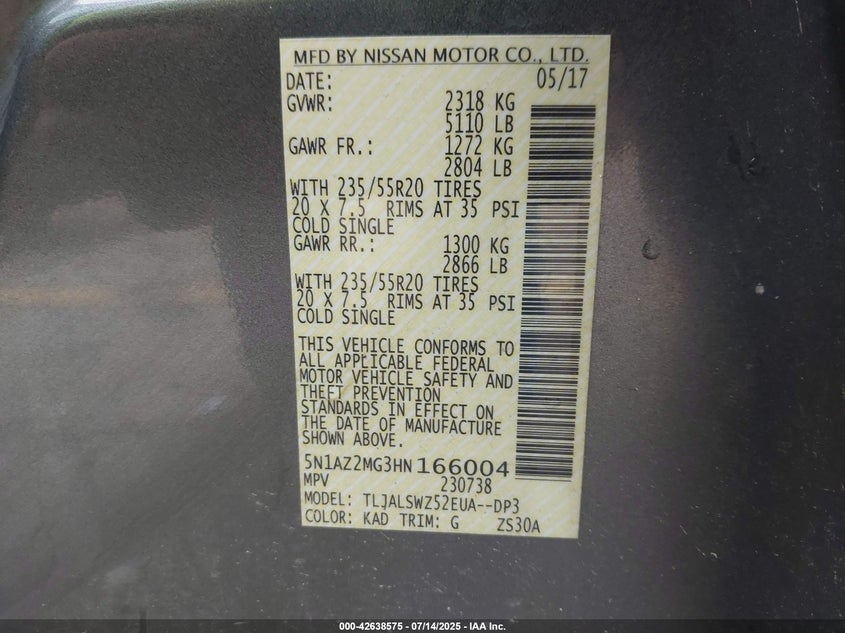 MFD BY NISSAN MOTOR CO., LTD.
DATE: 05/17
GVWR: 2318 KG
5110 LB
GAWR FR.: 1272 KG
2804 LB
WITH 235/55R20 TIRES
20 X 7.5 RIMS AT 35 PSI
COLD SINGLE
GAWR RR.: 1300 KG
2866 LB
WITH 235/55R20 TIRES
20 X 7.5 RIMS AT 35 PSI
COLD SINGLE
THIS VEHICLE CONFORMS TO
ALL APPLICABLE FEDERAL
MOTOR VEHICLE SAFETY AND
THEFT PREVENTION
STANDARDS IN EFFECT ON
THE DATE OF MANUFACTURE
SHOWN ABOVE.
5N1AZ2MG3HN166004
MPV 230738
MODEL: TLJALSWZ52EUA--DP3
COLOR: KAD TRIM: G ZS30A
000-42638575 - 07/14/2025 - IAA Inc.